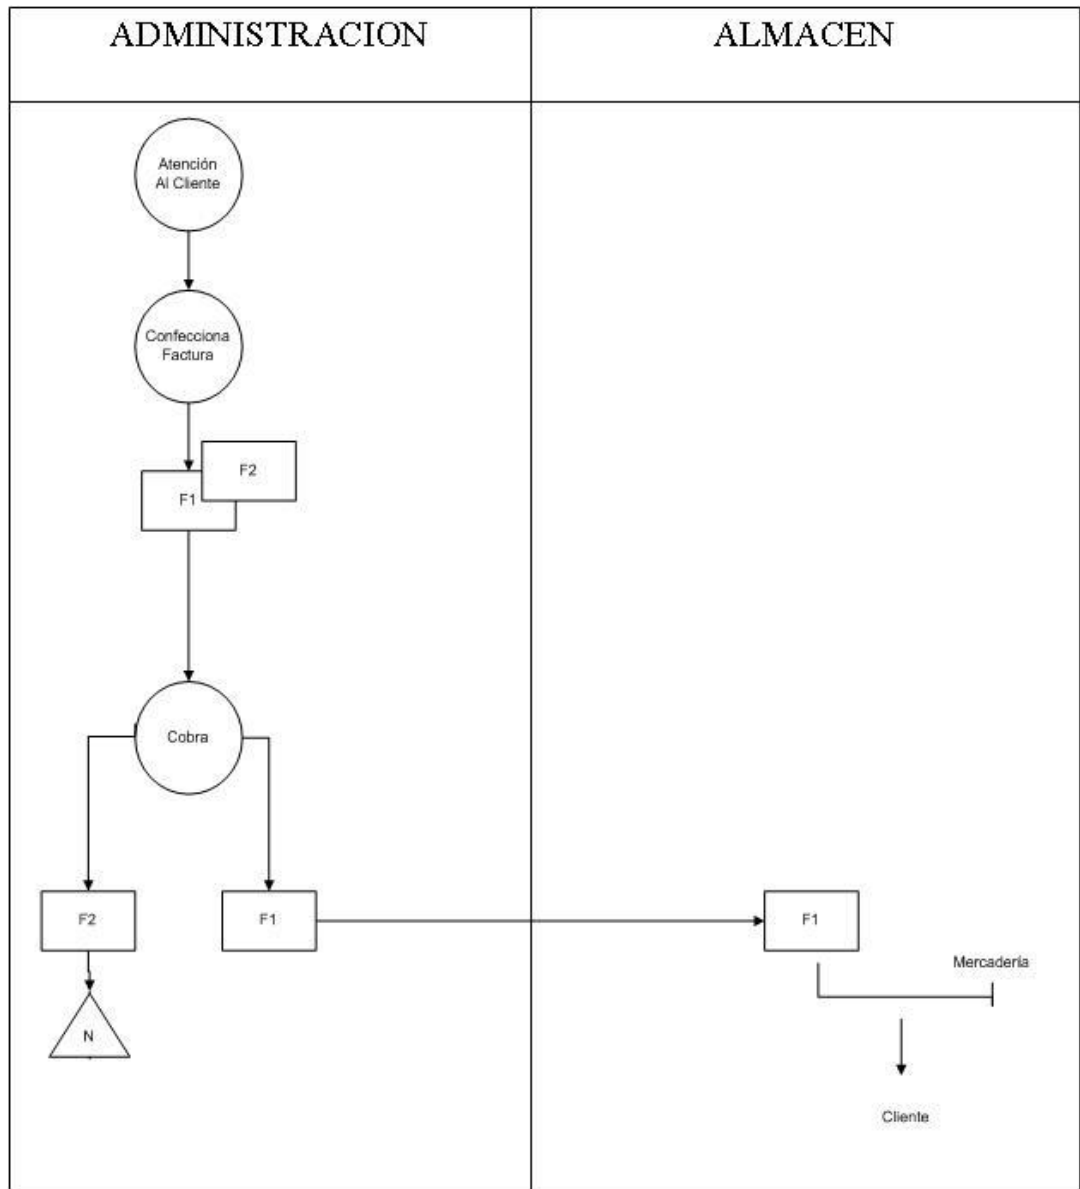 ADMINISTRACION
ALMACEN
Atención
Al Cliente
Confecciona
Factura
F2
F1
Cobra
F2
F1
F1
Mercadería
N
Cliente